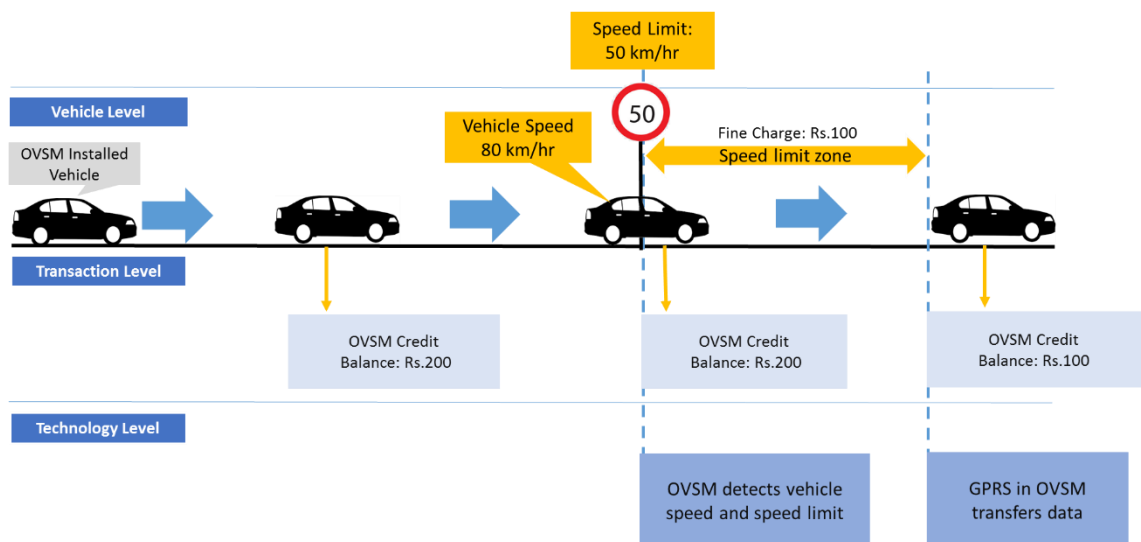 Speed Limit:
50 km/hr
Vehicle Level
50
OVSM Installed
Vehicle
Vehicle Speed
80 km/hr
Fine Charge: Rs.100
Speed limit zone
Transaction Level
OVSM Credit
Balance: Rs.200
OVSM Credit
Balance: Rs.200
OVSM Credit
Balance: Rs.100
Technology Level
OVSM detects vehicle
speed and speed limit
GPRS in OVSM
transfers data